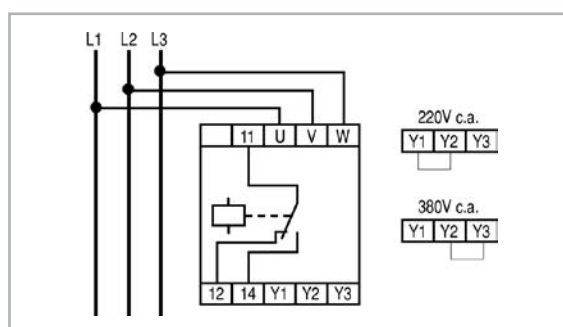 L1 L2 L3
11 U V W
220V c.a.
Y1 Y2 Y3
380V c.a.
Y1 Y2 Y3
12 14 Y1 Y2 Y3